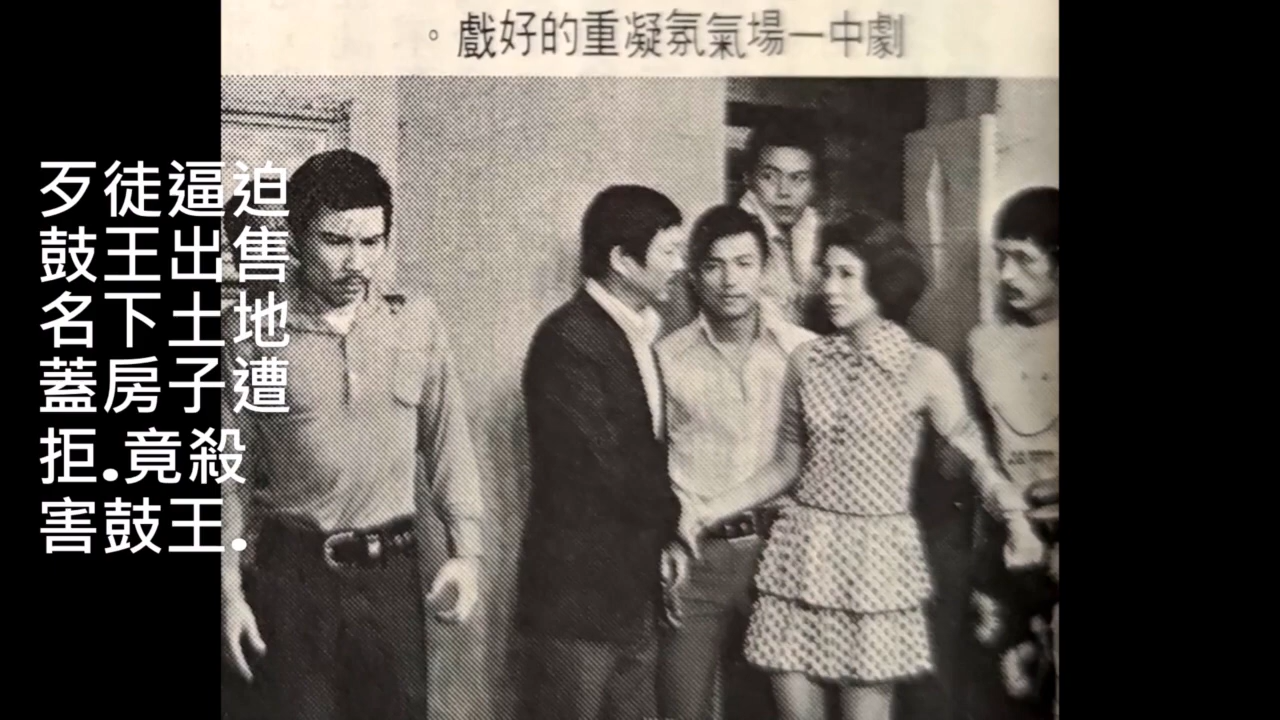 劇中一場氣氛凝重的好戲。
歹徒逼迫
鼓王出售
名下土地
蓋房子遭
拒.竟殺
害鼓王.